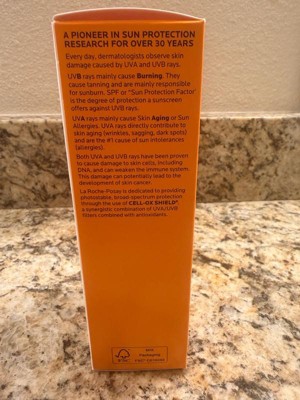 A PIONEER IN SUN PROTECTION
RESEARCH FOR OVER 30 YEARS
Every day, dermatologists observe skin
damage caused by UVA and UVB rays.
UVB rays mainly cause Burning. They
cause tanning and are mainly responsible
for sunburn. SPF or "Sun Protection Factor"
is the degree of protection a sunscreen
offers against UVB rays.
UVA rays mainly cause Skin Aging or Sun
Allergies. UVA rays directly contribute to
skin aging (wrinkles, sagging, dark spots)
and are the #1 cause of sun intolerances
(allergies).
Both UVA and UVB rays have been proven
to cause damage to skin cells, including
DNA, and can weaken the immune system.
This damage can potentially lead to the
development of skin cancer.
La Roche-Posay is dedicated to providing
photostable, broad spectrum protection
through the use of CELL-OX SHIELD®,
a synergistic combination of UVA/UVB
filters combined with antioxidants.
FSC
MIX
Packaging